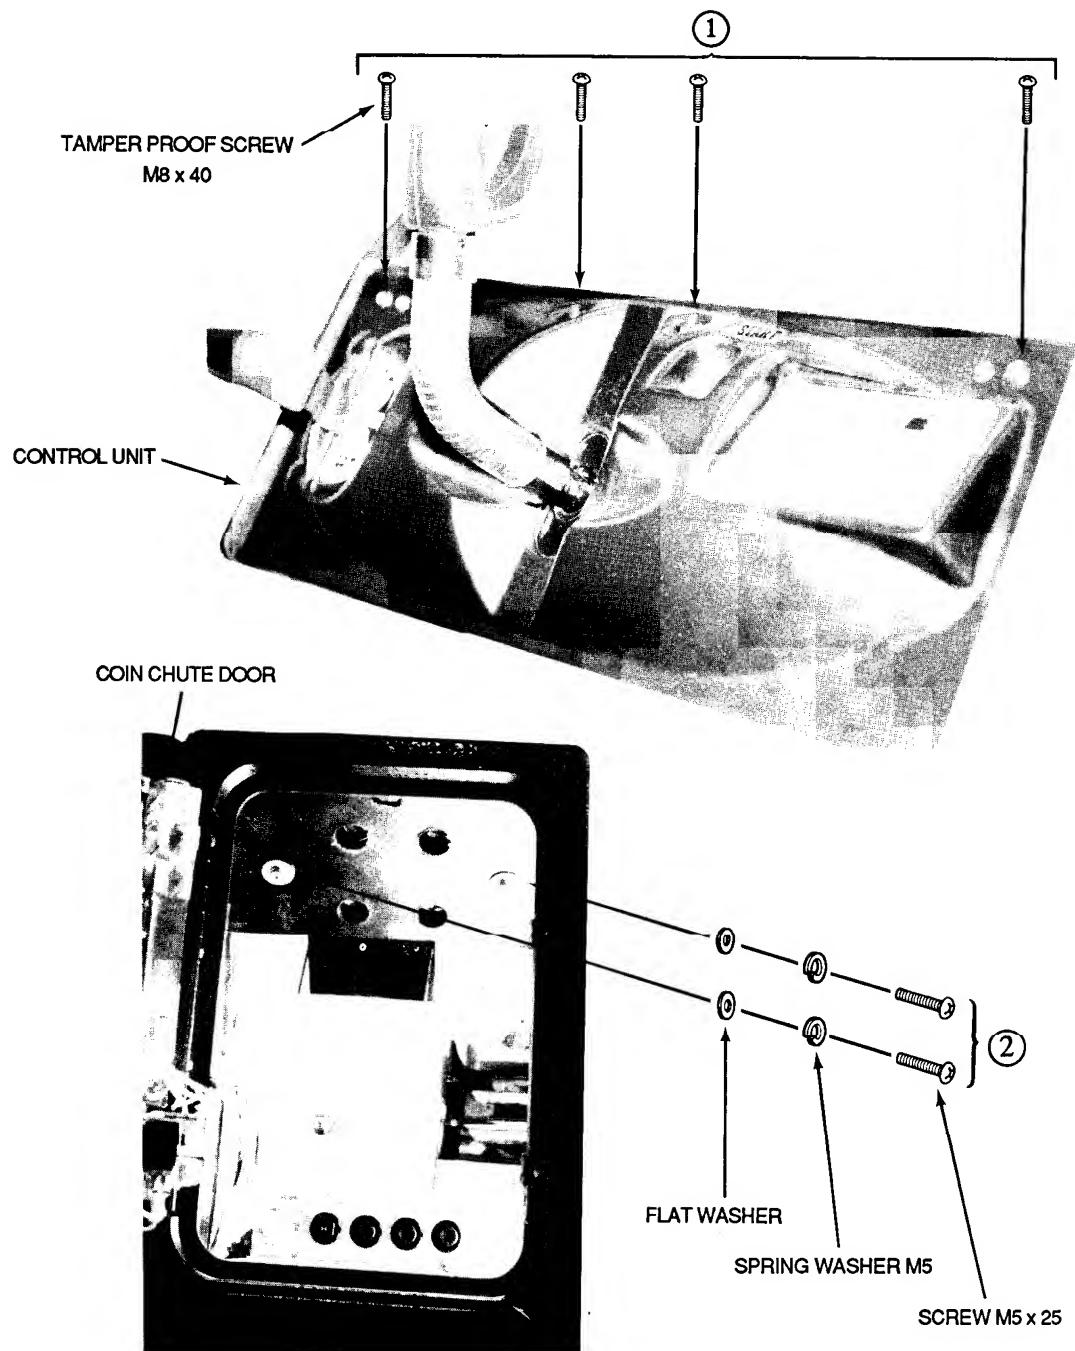 1
TAMPER PROOF SCREW
M8 x 40
START
CONTROL UNIT
COIN CHUTE DOOR
2
FLAT WASHER
SPRING WASHER M5
SCREW M5 x 25